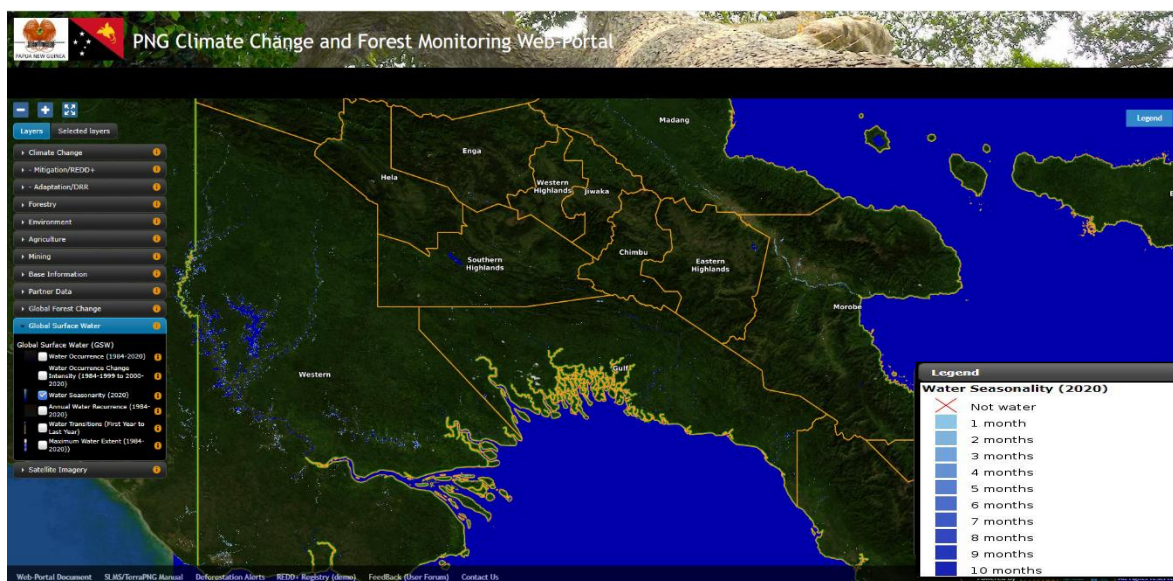 PAPUA NEW GUINEA
PNG Climate Change and Forest Monitoring Web-Portal
Layers
Selected layers
Legend
Climate Change
- Mitigation/REDD+
- Adaptation/DRR
Forestry
Environment
Agriculture
Mining
Base Information
Partner Data
Global Forest Change
Global Surface Water
Global Surface Water (GSW)
Water Occurrence (1984-2020)
Water Occurrence Change
Intensity (1984-1999 to 2000-
2020)
Water Seasonality (2020)
Annual Water Recurrence (1984-
2020)
Water Transitions (First Year to
Last Year)
Maximum Water Extent (1984-
2020))
Satellite Imagery
Madang
Enga
Hela
Western
Highlands
Jiwaka
Southern
Highlands
Chimbu
Eastern
Highlands
Morobe
Western
Gulf
Legend
Water Seasonality (2020)
Not water
1 month
2 months
3 months
4 months
5 months
6 months
7 months
8 months
9 months
10 months
Web-Portal Document
SLMS/TerraPNG Manual
Deforestation Alerts
REDD+ Registry (demo)
FeedBack (User Forum)
Contact Us